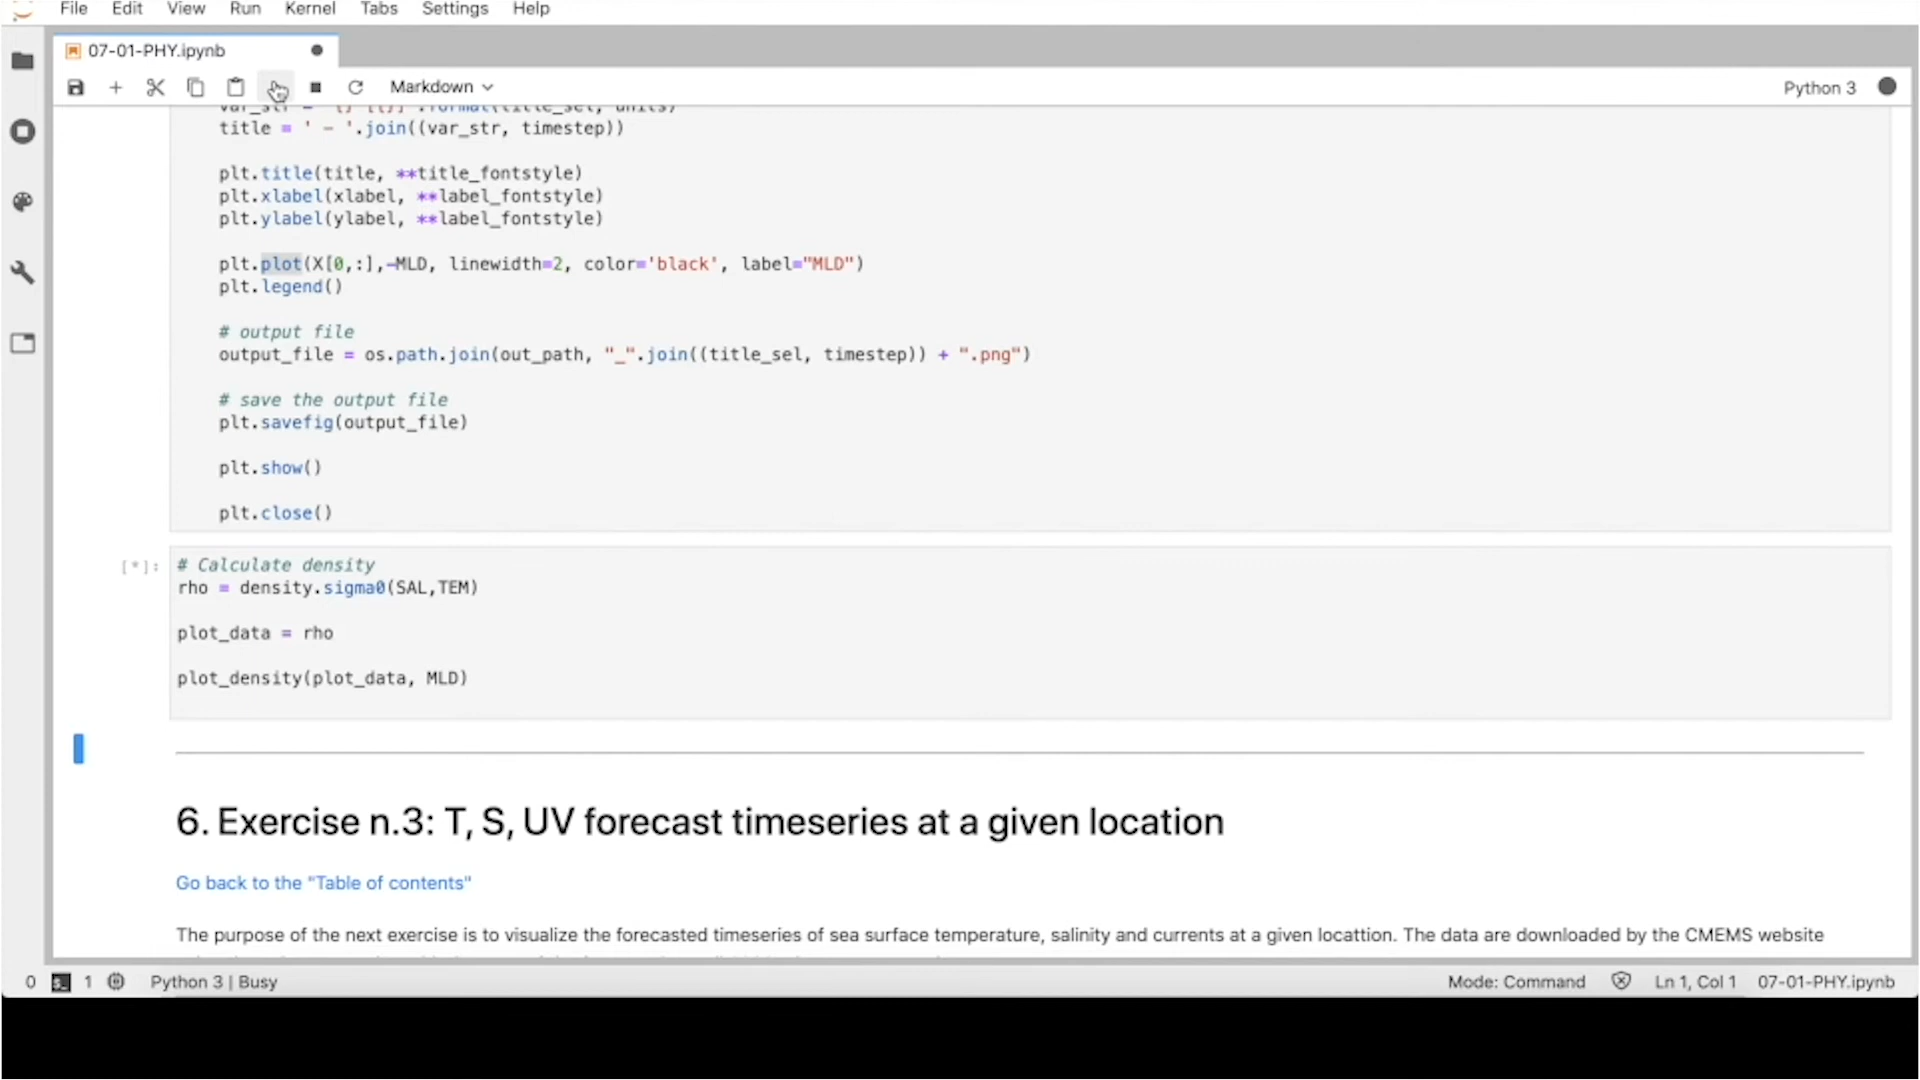 File Edit View Run Kernel Tabs Settings Help
07-01-PHY.ipynb
Markdown
Python 3
title = ' - '.join((var_str, timestep))
plt.title(title, **title_fontstyle)
plt.xlabel(xlabel, **label_fontstyle)
plt.ylabel(ylabel, **label_fontstyle)
plt.plot(X[0,:],-MLD, linewidth=2, color='black', label="MLD")
plt.legend()
# output file
output_file = os.path.join(out_path, "_".join((title_sel, timestep)) + ".png")
# save the output file
plt.savefig(output_file)
plt.show()
plt.close()
[*]:
# Calculate density
rho = density.sigma0(SAL,TEM)
plot_data = rho
plot_density(plot_data, MLD)
6. Exercise n.3: T, S, UV forecast timeseries at a given location
Go back to the "Table of contents"
The purpose of the next exercise is to visualize the forecasted timeseries of sea surface temperature, salinity and currents at a given locattion. The data are downloaded by the CMEMS website
0 1 Python 3 | Busy Mode: Command Ln 1, Col 1 07-01-PHY.ipynb